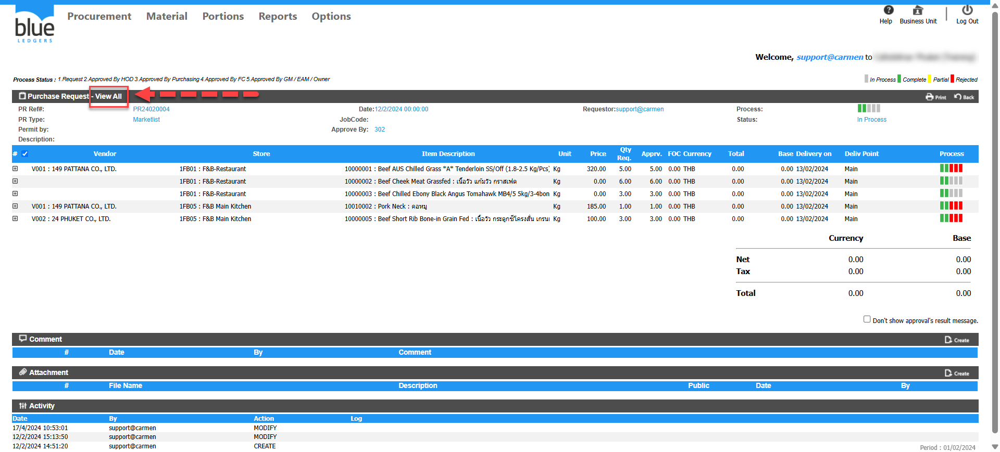 blue
LEDGERS
Procurement Material Portions Reports Options
Help Business Unit Log Out
Welcome, support@carmen to
Process Status : 1.Request 2.Approved By HOD 3.Approved By Purchasing 4.Approved By FC 5.Approved By GM / EAM / Owner
In Process Complete Partial Rejected
Purchase Request - View All Print Back
PR Ref#: PR24020004 Date: 12/2/2024 00:00:00 Requestor: support@carmen Process:
PR Type: Marketlist JobCode: Status: In Process
Permit by: Approve By: 302
Description:
# Vendor Store Item Description Unit Price Qty Req. Apprv. FOC Currency Total Base Delivery on Deliv Point Process
V001 : 149 PATTANA CO., LTD. 1FB01 : F&B-Restaurant 10000001 : Beef AUS Chilled Grass *A* Tenderloin SS/Off (1.8-2.5 Kg/Pcs) Kg 320.00 5.00 5.00 0.00 THB 0.00 0.00 13/02/2024 Main
1FB01 : F&B-Restaurant 10000002 : Beef Cheek Meat Grassfed : เนื้อวัว แก้มวัว กราสเฟด Kg 0.00 6.00 6.00 0.00 THB 0.00 0.00 13/02/2024 Main
1FB01 : F&B-Restaurant 10000003 : Beef Chilled Ebony Black Angus Tomahawk MB4/5 5kg/3-4bon Kg 0.00 3.00 3.00 0.00 THB 0.00 0.00 13/02/2024 Main
V001 : 149 PATTANA CO., LTD. 1FB05 : F&B Main Kitchen 10010002 : Pork Neck : คอหมู Kg 185.00 1.00 1.00 0.00 THB 0.00 0.00 13/02/2024 Main
V002 : 24 PHUKET CO., LTD. 1FB05 : F&B Main Kitchen 10000005 : Beef Short Rib Bone-in Grain Fed : เนื้อวัว กระดูกซี่โครงสั้น เกรนเ Kg 100.00 3.00 3.00 0.00 THB 0.00 0.00 13/02/2024 Main
Currency Base
Net 0.00 0.00
Tax 0.00 0.00
Total 0.00 0.00
Don't show approval's result message.
Comment Create
# Date By Comment
Attachment Create
# File Name Description Public Date By
Activity
Date By Action Log
17/4/2024 10:53:01 support@carmen MODIFY
12/2/2024 15:13:50 support@carmen MODIFY
12/2/2024 14:51:20 support@carmen CREATE
Period : 01/02/2024